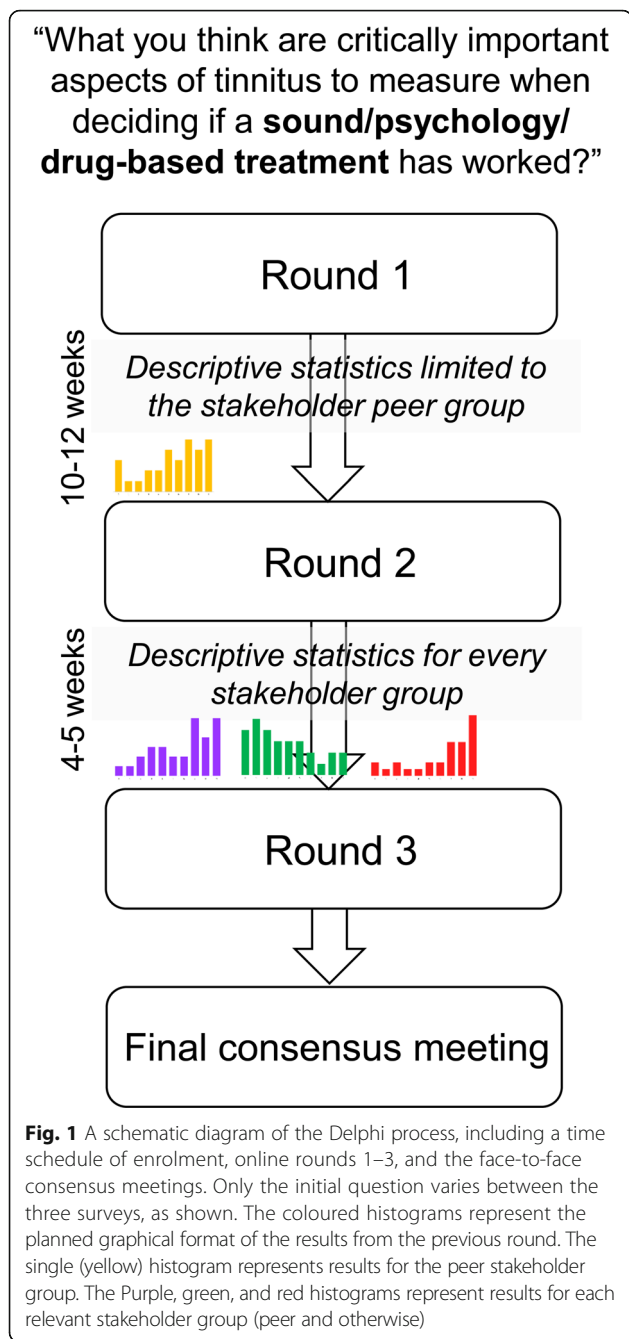 “What you think are critically important
aspects of tinnitus to measure when
deciding if a sound/psychology/
drug-based treatment has worked?”
Round 1
10-12 weeks
Descriptive statistics limited to
the stakeholder peer group
Round 2
4-5 weeks
Descriptive statistics for every
stakeholder group
Round 3
Final consensus meeting
Fig. 1 A schematic diagram of the Delphi process, including a time
schedule of enrolment, online rounds 1–3, and the face-to-face
consensus meetings. Only the initial question varies between the
three surveys, as shown. The coloured histograms represent the
planned graphical format of the results from the previous round. The
single (yellow) histogram represents results for the peer stakeholder
group. The Purple, green, and red histograms represent results for each
relevant stakeholder group (peer and otherwise)